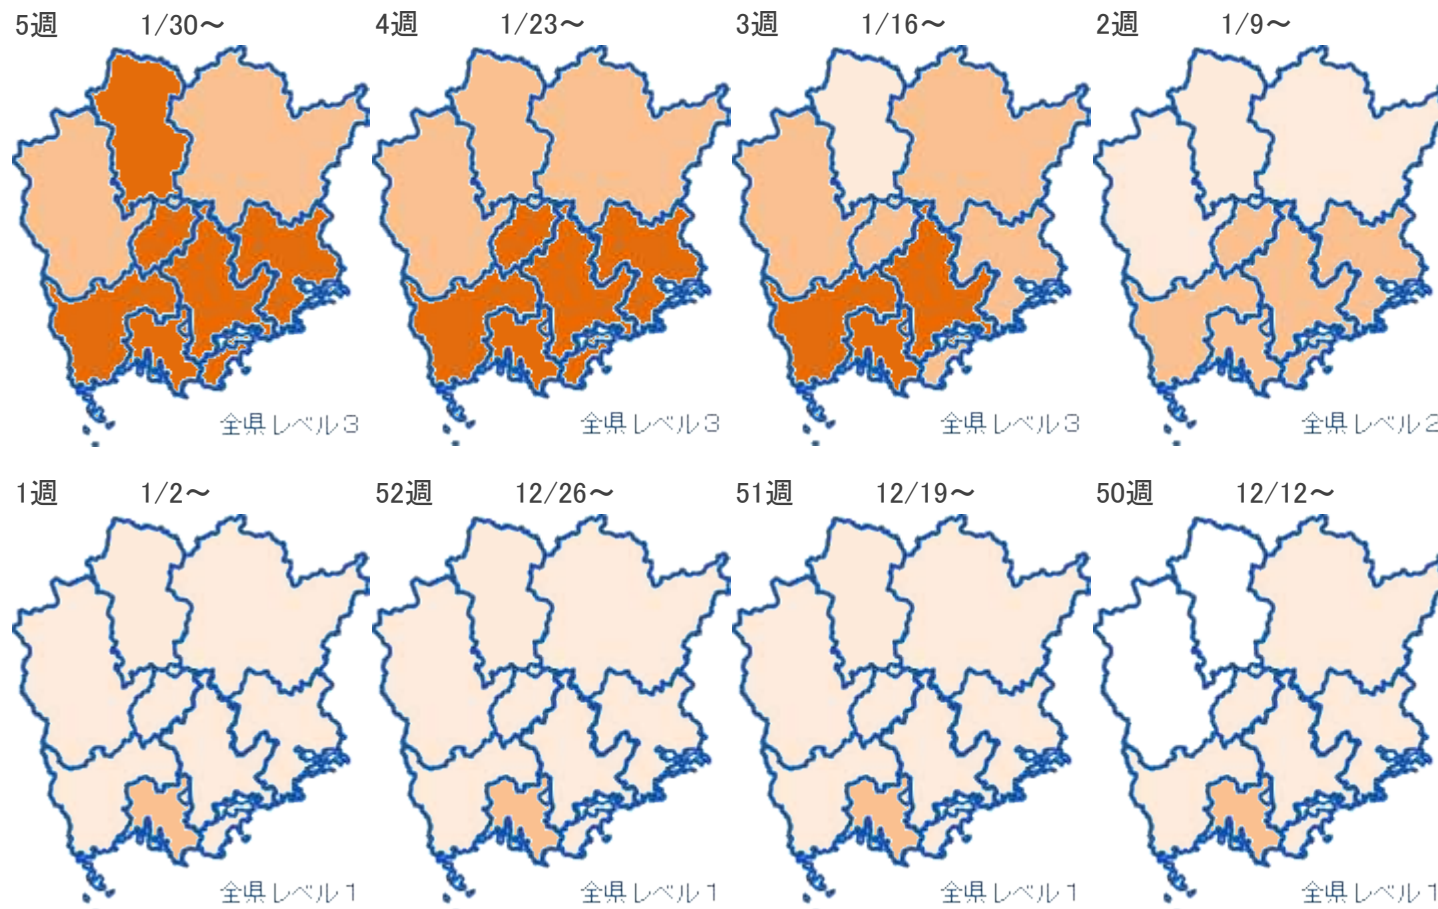 5週 1/30～ 4週 1/23～ 3週 1/16～ 2週 1/9～
全県レベル３ 全県レベル３ 全県レベル３ 全県レベル２
1週 1/2～ 52週 12/26～ 51週 12/19～ 50週 12/12～
全県レベル１ 全県レベル１ 全県レベル１ 全県レベル１